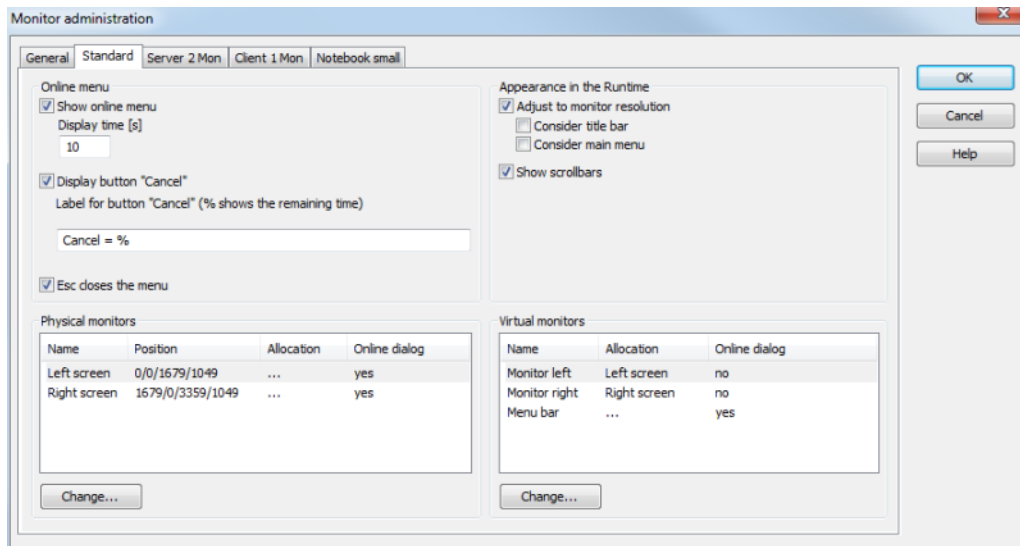 Monitor administration
General Standard Server 2 Mon Client 1 Mon Notebook small
Online menu
Show online menu
Display time [s]
10
Display button "Cancel"
Label for button "Cancel" (% shows the remaining time)
Cancel = %
Esc closes the menu
Appearance in the Runtime
Adjust to monitor resolution
Consider title bar
Consider main menu
Show scrollbars
OK
Cancel
Help
Physical monitors
Name Position Allocation Online dialog
Left screen 0/0/1679/1049 ... yes
Right screen 1679/0/3359/1049 ... yes
Change...
Virtual monitors
Name Allocation Online dialog
Monitor left Left screen no
Monitor right Right screen no
Menu bar ... yes
Change...